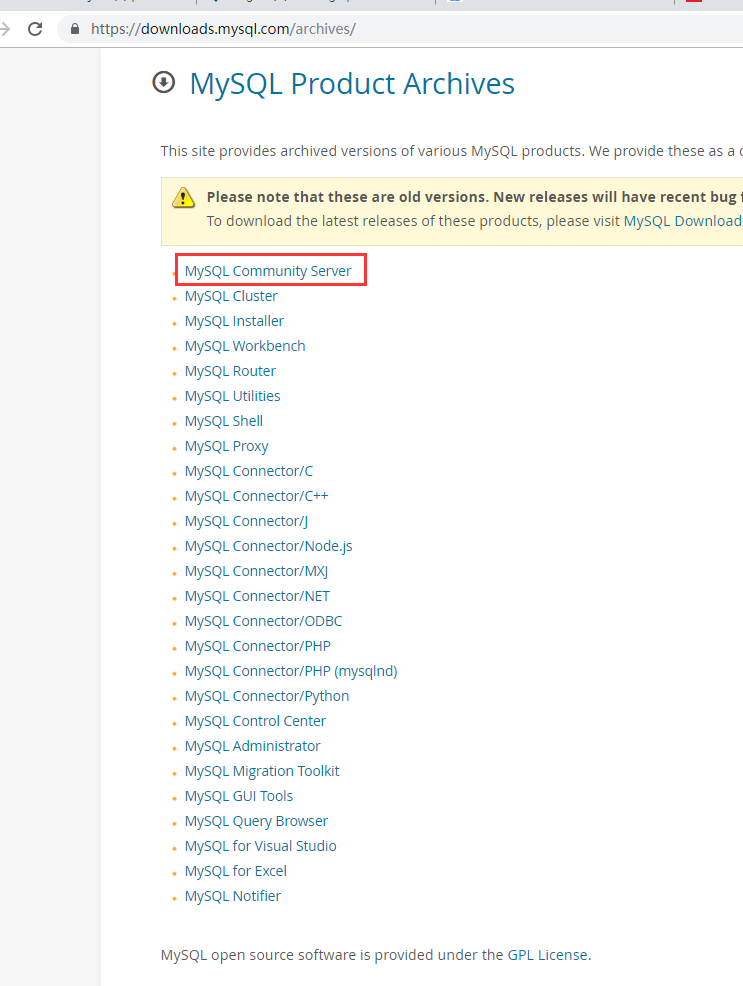 https://downloads.mysql.com/archives/
MySQL Product Archives
This site provides archived versions of various MySQL products. We provide these as a
Please note that these are old versions. New releases will have recent bug
To download the latest releases of these products, please visit MySQL Download
MySQL Community Server
MySQL Cluster
MySQL Installer
MySQL Workbench
MySQL Router
MySQL Utilities
MySQL Shell
MySQL Proxy
MySQL Connector/C
MySQL Connector/C++
MySQL Connector/J
MySQL Connector/Node.js
MySQL Connector/MXJ
MySQL Connector/NET
MySQL Connector/ODBC
MySQL Connector/PHP
MySQL Connector/PHP (mysqlnd)
MySQL Connector/Python
MySQL Control Center
MySQL Administrator
MySQL Migration Toolkit
MySQL GUI Tools
MySQL Query Browser
MySQL for Visual Studio
MySQL for Excel
MySQL Notifier
MySQL open source software is provided under the GPL License.